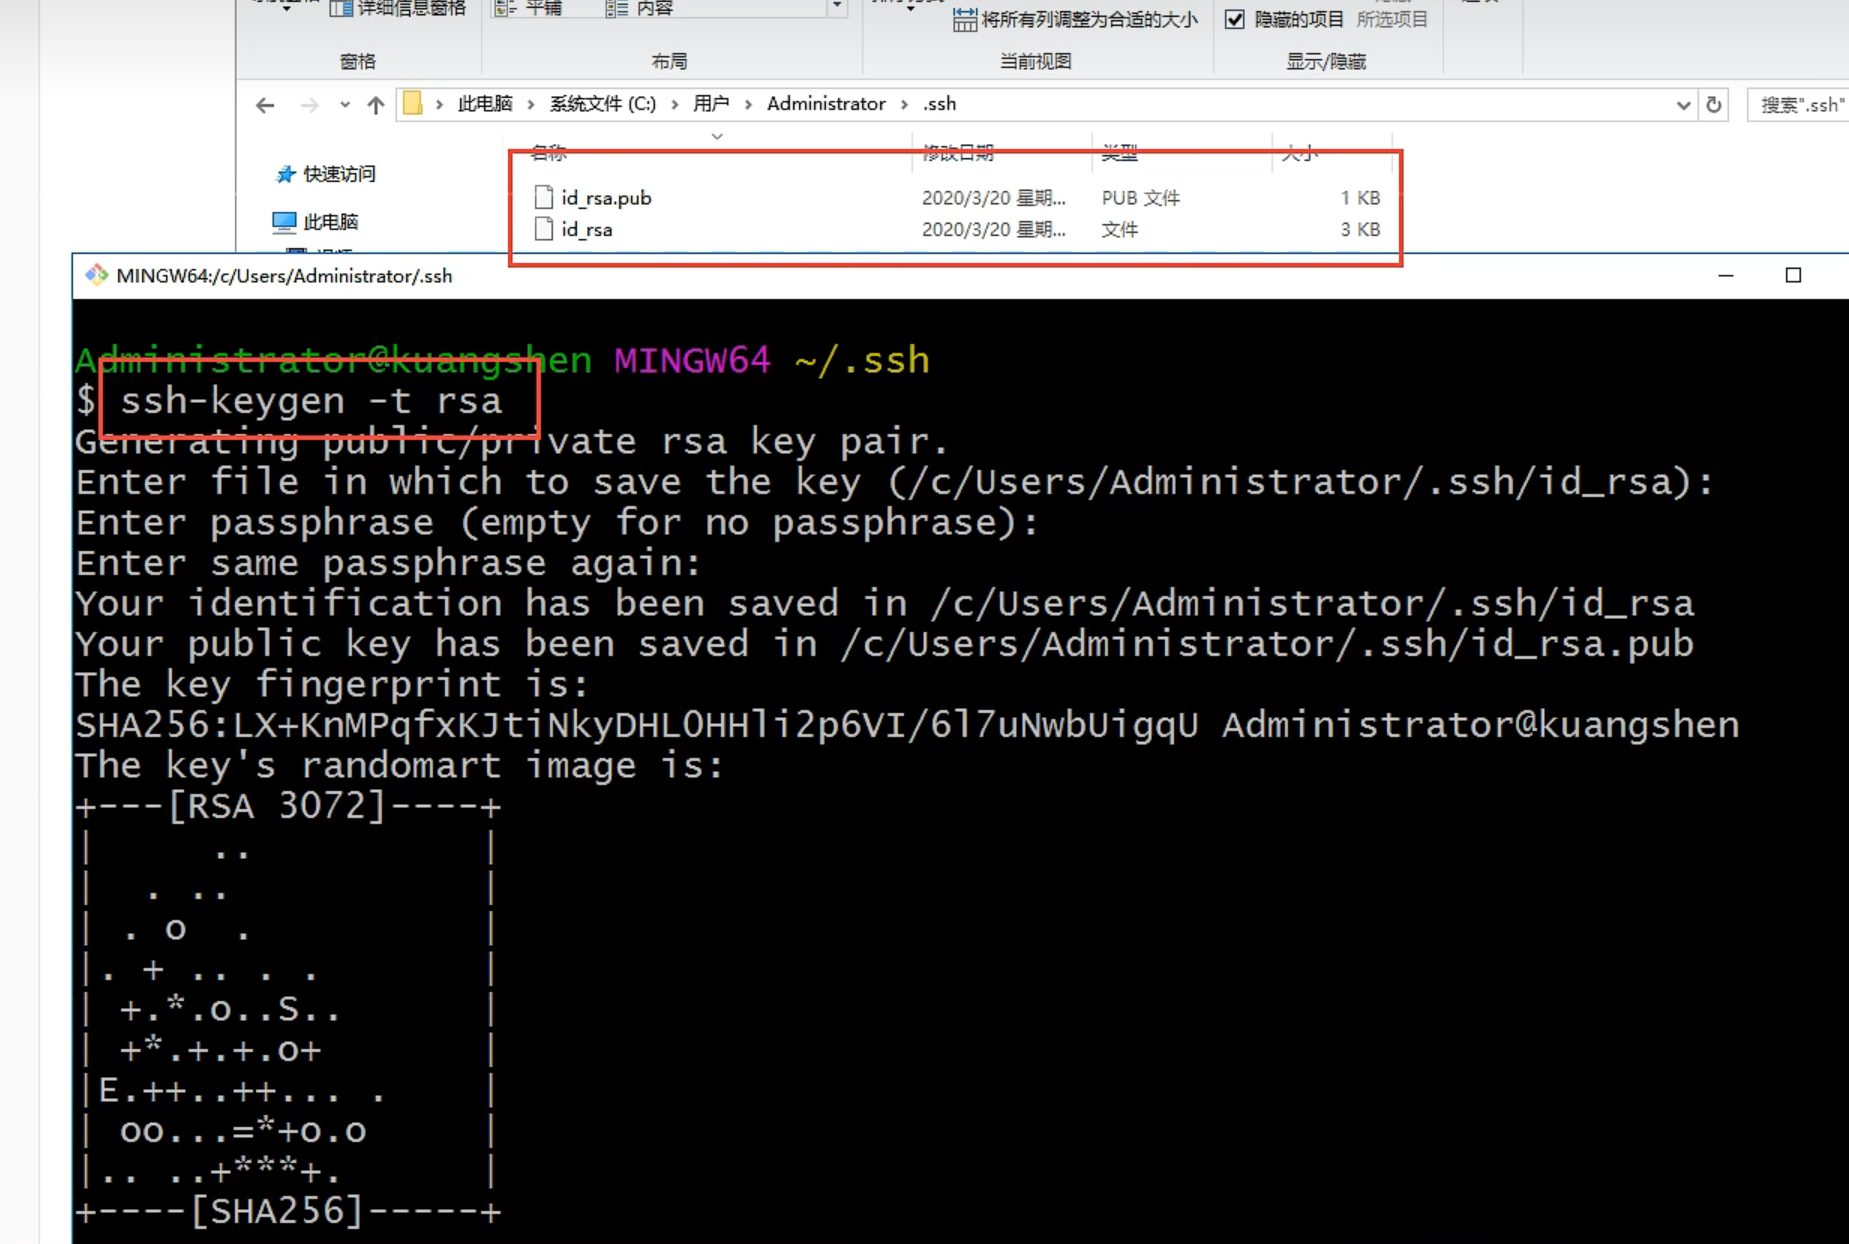 详细信息窗格
平铺
内容
将所有列调整为合适的大小
隐藏的项目
所选项目
窗格
布局
当前视图
显示/隐藏
此电脑 › 系统文件 (C:) › 用户 › Administrator › .ssh
搜索".ssh"
名称 修改日期 类型 大小
快速访问
id_rsa.pub 2020/3/20 星期... PUB 文件 1 KB
此电脑
id_rsa 2020/3/20 星期... 文件 3 KB
视频
MINGW64:/c/Users/Administrator/.ssh
Administrator@kuangshen MINGW64 ~/.ssh
$ ssh-keygen -t rsa
Generating public/private rsa key pair.
Enter file in which to save the key (/c/Users/Administrator/.ssh/id_rsa):
Enter passphrase (empty for no passphrase):
Enter same passphrase again:
Your identification has been saved in /c/Users/Administrator/.ssh/id_rsa
Your public key has been saved in /c/Users/Administrator/.ssh/id_rsa.pub
The key fingerprint is:
SHA256:LX+KnMPqfxKJtiNkyDHL0HHli2p6VI/6l7uNwbUigqU Administrator@kuangshen
The key's randomart image is:
+---[RSA 3072]----+
|     ..          |
|  . ..           |
| . o  .          |
|. + .. . .       |
| +.*.o..S..      |
| +*.+.+.o+       |
|E.++..++... .    |
| oo...=*+o.o     |
|.. ..+***+.      |
+----[SHA256]-----+